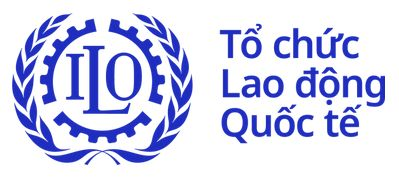 ILO
Tổ chức
Lao động
Quốc tế